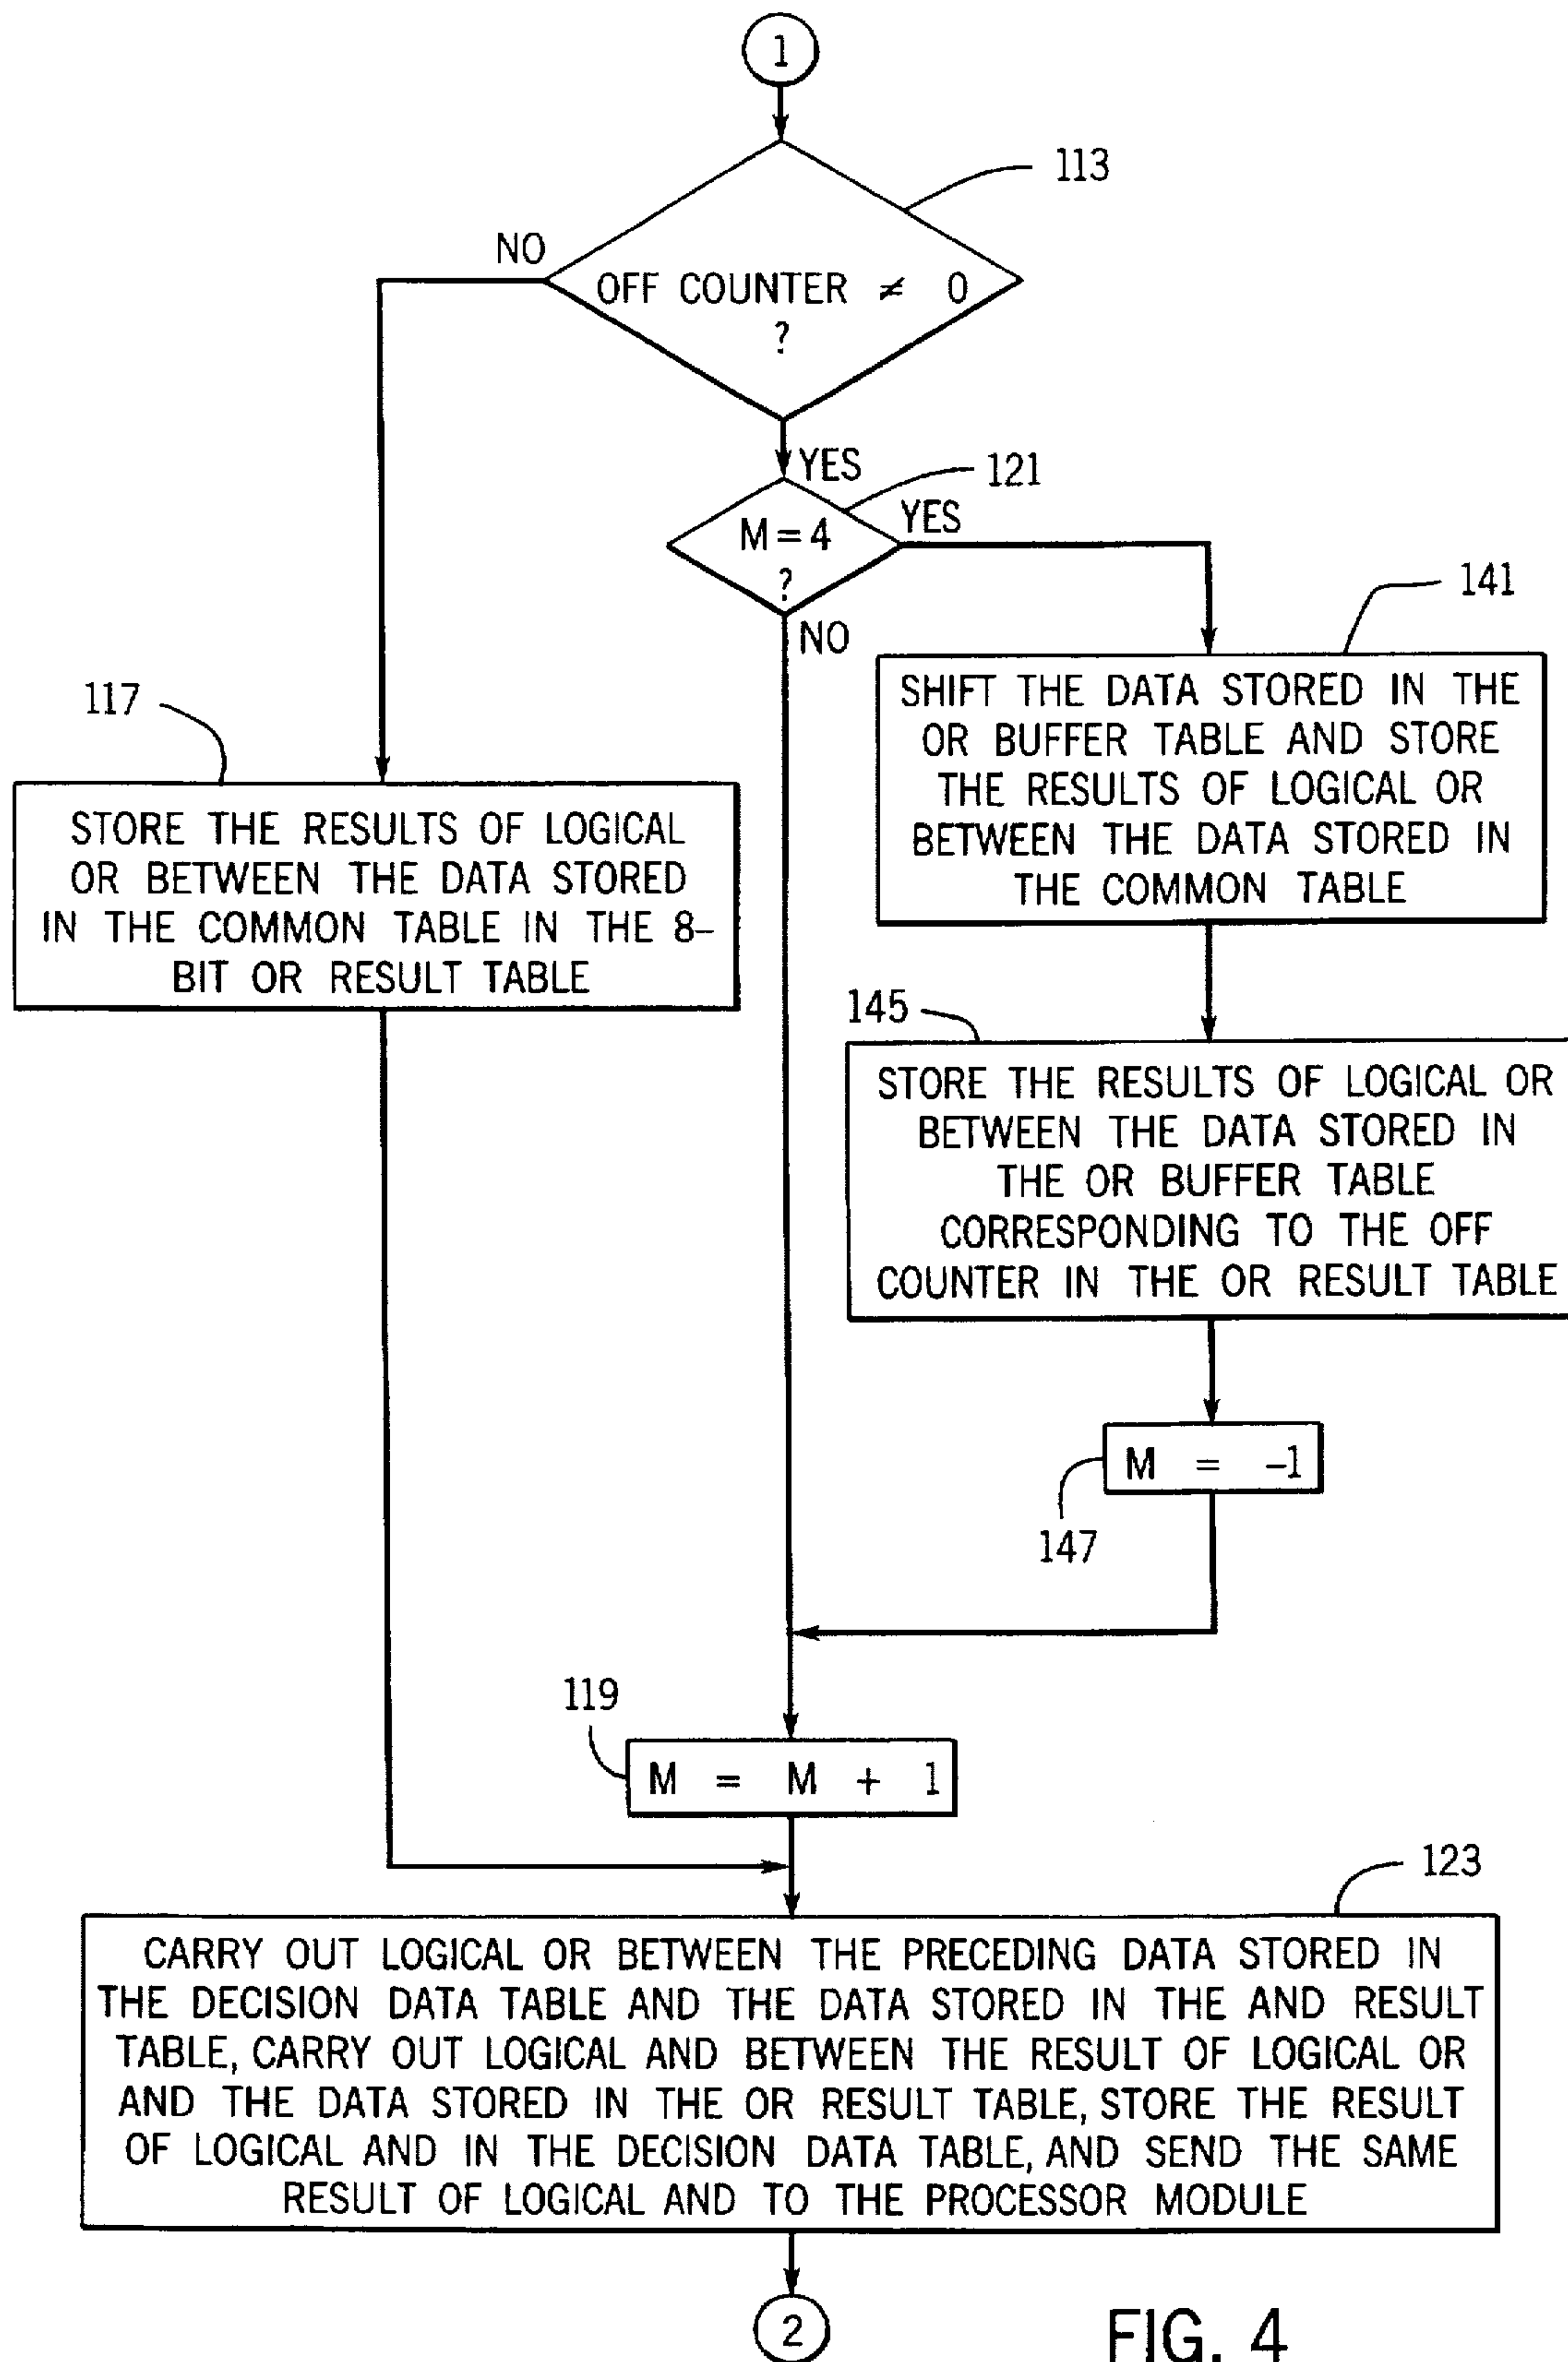 1
113
NO
OFF COUNTER ≠ 0
?
YES
121
M = 4
?
YES
NO
141
SHIFT THE DATA STORED IN THE
OR BUFFER TABLE AND STORE
THE RESULTS OF LOGICAL OR
BETWEEN THE DATA STORED IN
THE COMMON TABLE
117
STORE THE RESULTS OF LOGICAL
OR BETWEEN THE DATA STORED
IN THE COMMON TABLE IN THE 8-
BIT OR RESULT TABLE
145
STORE THE RESULTS OF LOGICAL OR
BETWEEN THE DATA STORED IN
THE OR BUFFER TABLE
CORRESPONDING TO THE OFF
COUNTER IN THE OR RESULT TABLE
M = -1
147
119
M = M + 1
123
CARRY OUT LOGICAL OR BETWEEN THE PRECEDING DATA STORED IN
THE DECISION DATA TABLE AND THE DATA STORED IN THE AND RESULT
TABLE, CARRY OUT LOGICAL AND BETWEEN THE RESULT OF LOGICAL OR
AND THE DATA STORED IN THE OR RESULT TABLE, STORE THE RESULT
OF LOGICAL AND IN THE DECISION DATA TABLE, AND SEND THE SAME
RESULT OF LOGICAL AND TO THE PROCESSOR MODULE
2
FIG. 4